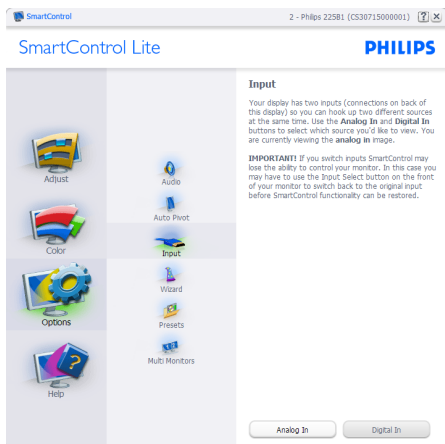 SmartControl
2 - Philips 225B1 (CS30715000001)
SmartControl Lite
PHILIPS
Adjust
Color
Options
Help
Audio
Auto Pivot
Input
Wizard
Presets
Multi Monitors
Input
Your display has two inputs (connections on back of
this display) so you can hook up two different sources
at the same time. Use the Analog In and Digital In
buttons to select which source you'd like to view. You
are currently viewing the analog in image.
IMPORTANT! If you switch inputs SmartControl may
lose the ability to control your monitor. In this case you
may have to use the Input Select button on the front
of your monitor to switch back to the original input
before SmartControl functionality can be restored.
Analog In
Digital In